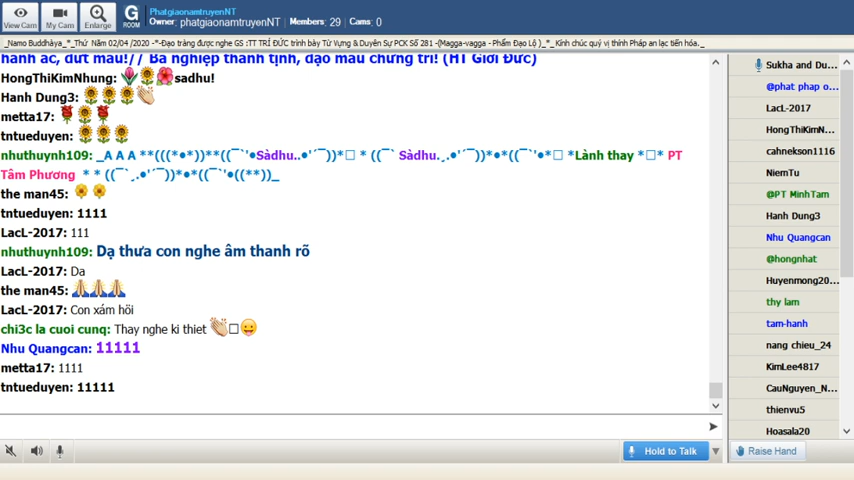 View Cam
My Cam
Enlarge
G
ROOM
PhatgiaonamtruyenNT
Owner: phatgiaonamtruyenNT | Members: 29 | Cams: 0
_Namo Buddhàya_*_Thứ Năm 02/04 /2020 -*-Đạo tràng được nghe GS :TT TRÍ ĐỨC trình bày Tứ Vựng & Duyên Sự PCK Số 281 -(Magga-vagga - Phẩm Đạo Lộ )_*_ Kính chúc quý vị thính Pháp an lạc tiến hóa._
hành ác, dứt mau!// Ba nghiệp thanh tịnh, đạo mầu chứng tri! (HT Giới Đức)
HongThiKimNhung: sadhu!
Hanh Dung3:
metta17:
tntueduyen:
nhuthuynh109: _A A A **(((*•*))**((¯`'•Sàdhu..•'´¯))*□ * ((¯` Sàdhu.¸.•'´¯))*•*((¯`'•*□ *Lành thay *□* PT
Tâm Phương * * ((¯`¸.•'´¯))*•*((¯`'•((**))_
the man45:
tntueduyen: 1111
LacL-2017: 111
nhuthuynh109: Dạ thưa con nghe âm thanh rõ
LacL-2017: Da
the man45:
LacL-2017: Con xám hõi
chi3c la cuoi cunq: Thay nghe ki thiet
Nhu Quangcan: 11111
metta17: 1111
tntueduyen: 11111
Hold to Talk
Sukha and Du...
@phat phap o...
LacL-2017
HongThiKimN...
cahnekson1116
NiemTu
@PT MinhTam
Hanh Dung3
Nhu Quangcan
@hongnhat
Huyenmong20...
thy lam
tam-hanh
nang chieu_24
KimLee4817
CauNguyen_N...
thienvu5
Hoasala20
Raise Hand